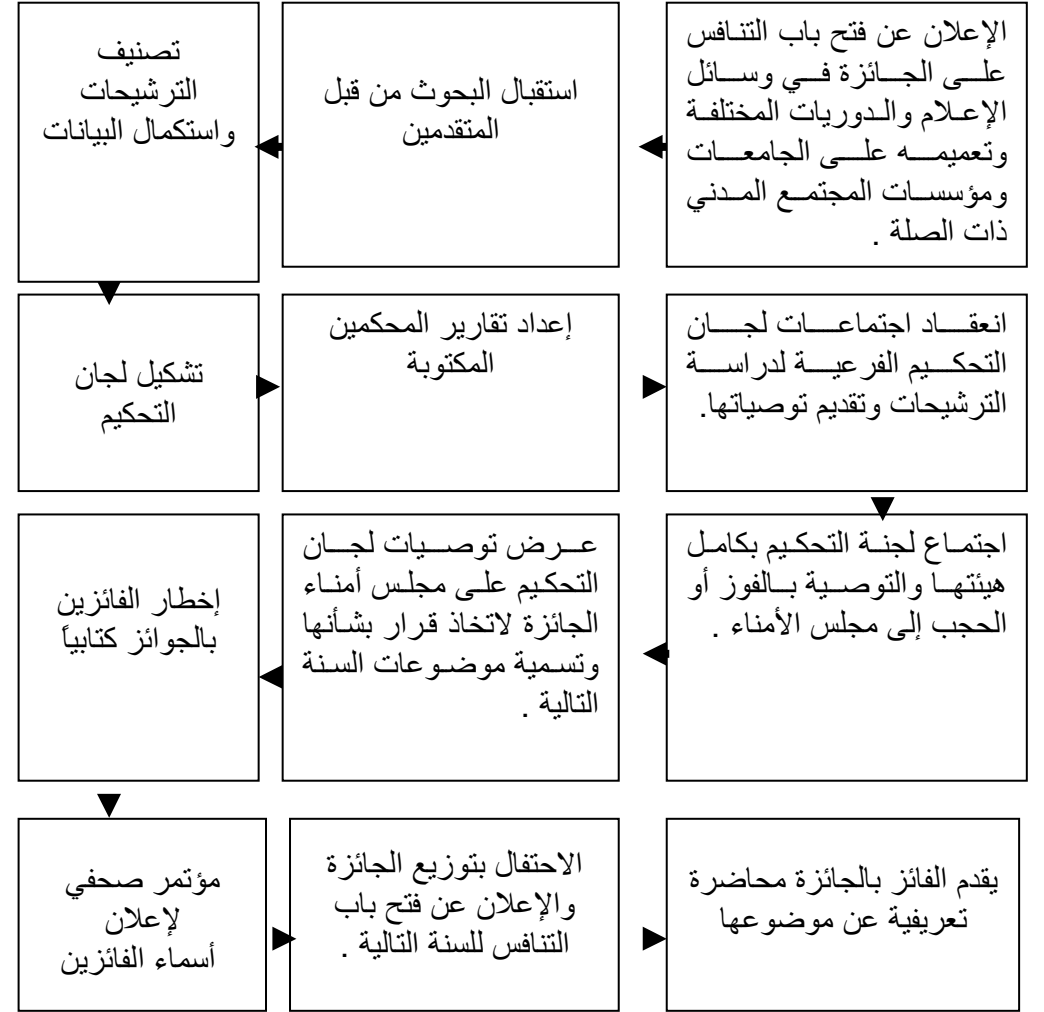 الإعلان عن فتح باب التنافس
على الجائزة في وسائل
الإعلام والدوريات المختلفة
وتعميمه على الجامعات
ومؤسسات المجتمع المدني
ذات الصلة .
استقبال البحوث من قبل
المتقدمين
تصنيف
الترشيحات
واستكمال البيانات
تشكيل لجان
التحكيم
إعداد تقارير المحكمين
المكتوبة
انعقاد اجتماعات لجان
التحكيم الفرعية لدراسة
الترشيحات وتقديم توصياتها.
اجتماع لجنة التحكيم بكامل
هيئتها والتوصية بالفوز أو
الحجب إلى مجلس الأمناء .
عرض توصيات لجان
التحكيم على مجلس أمناء
الجائزة لاتخاذ قرار بشأنها
وتسمية موضوعات السنة
التالية .
إخطار الفائزين
بالجوائز كتابياً
مؤتمر صحفي
لإعلان
أسماء الفائزين
الاحتفال بتوزيع الجائزة
والإعلان عن فتح باب
التنافس للسنة التالية .
يقدم الفائز بالجائزة محاضرة
تعريفية عن موضوعها